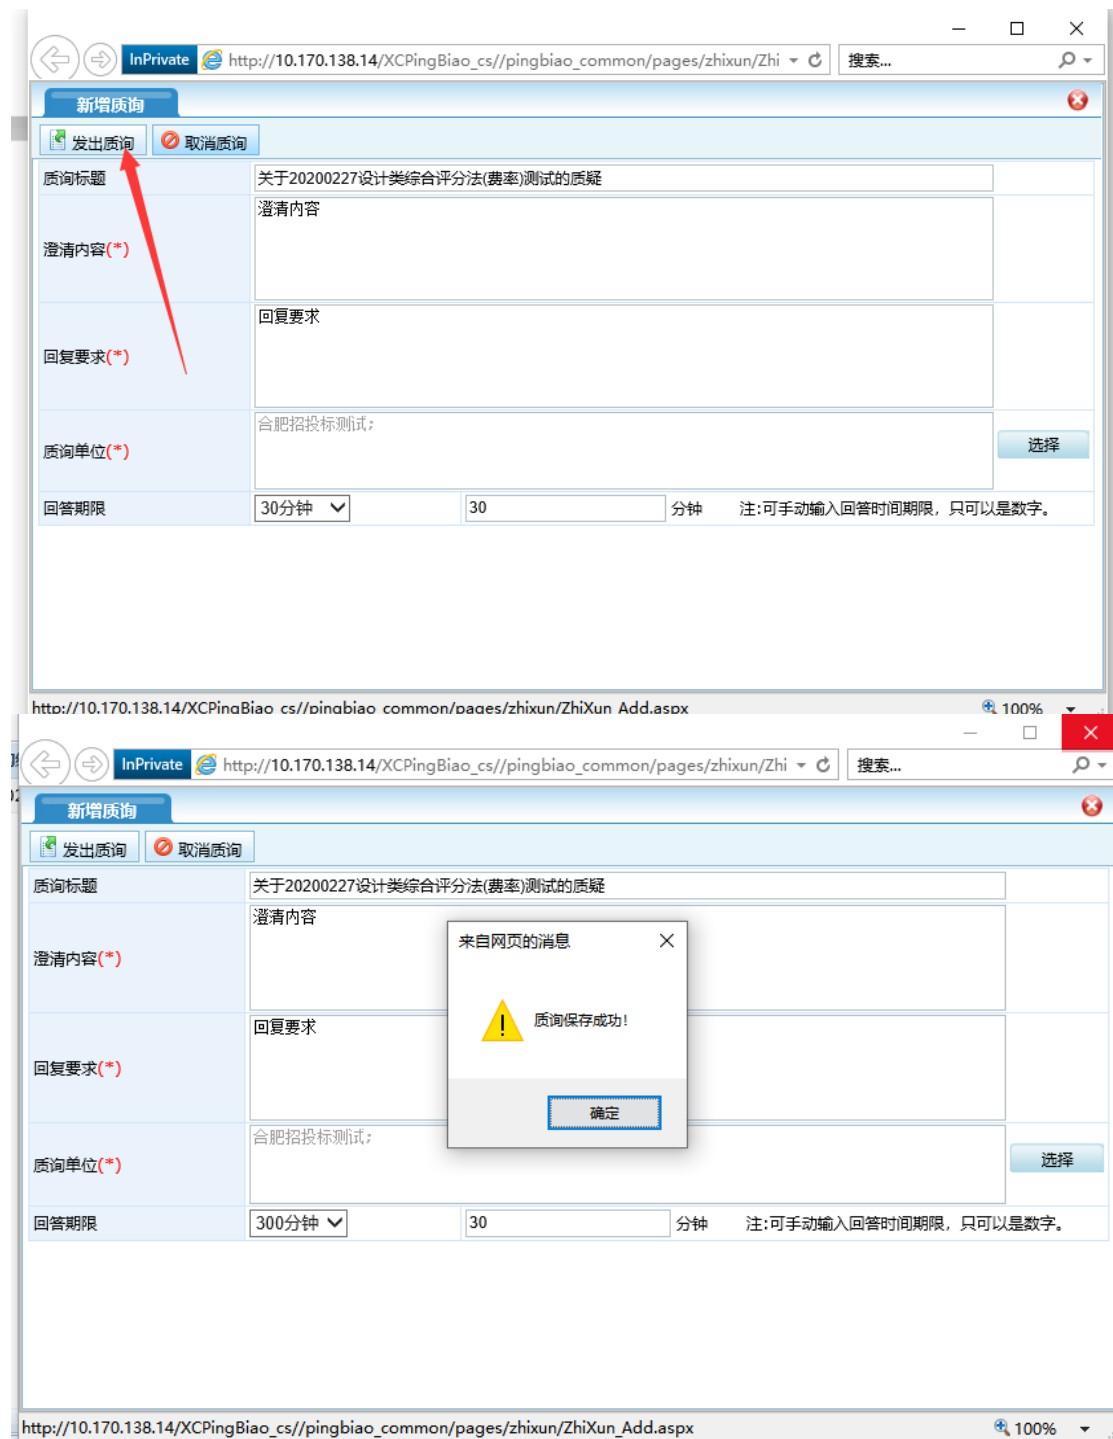 InPrivate http://10.170.138.14/XCPingBiao_cs//pingbiao_common/pages/zhixun/Zhi 搜索...
新增质询
发出质询 取消质询
质询标题 关于20200227设计类综合评分法(费率)测试的质疑
澄清内容
澄清内容(*)
回复要求
回复要求(*)
合肥招投标测试;
质询单位(*) 选择
回答期限 30分钟 30 分钟 注:可手动输入回答时间期限，只可以是数字。
http://10.170.138.14/XCPingBiao_cs//pingbiao_common/pages/zhixun/ZhiXun_Add.aspx 100%
InPrivate http://10.170.138.14/XCPingBiao_cs//pingbiao_common/pages/zhixun/Zhi 搜索...
新增质询
发出质询 取消质询
质询标题 关于20200227设计类综合评分法(费率)测试的质疑
澄清内容
来自网页的消息
澄清内容(*)
质询保存成功!
回复要求
回复要求(*)
确定
合肥招投标测试;
质询单位(*) 选择
回答期限 300分钟 30 分钟 注:可手动输入回答时间期限，只可以是数字。
http://10.170.138.14/XCPingBiao_cs//pingbiao_common/pages/zhixun/ZhiXun_Add.aspx 100%